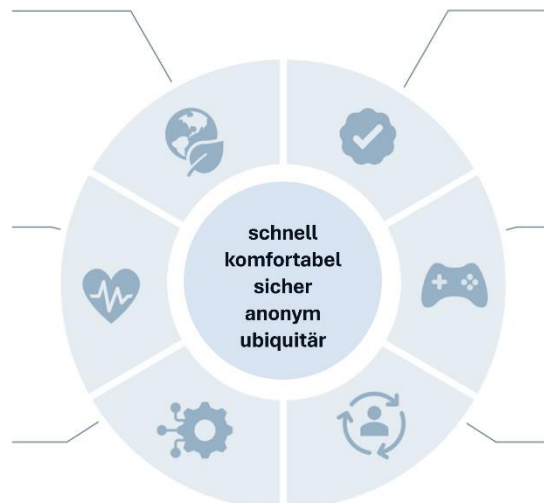 schnell
komfortabel
sicher
anonym
ubiquitär